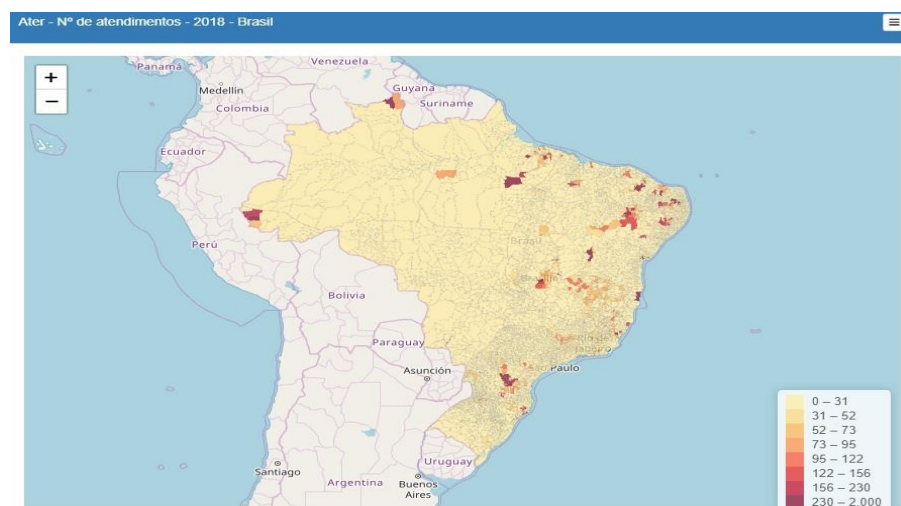 Ater - Nº de atendimentos - 2018 - Brasil
+
−
Panamá
Venezuela
Medellín
Guyana
Colombia
Suriname
Ecuador
Perú
Brasil
Bolivia
Paraguay
Asunción
Paulo
Uruguay
Santiago
Argentina
Buenos
Aires
0 – 31
31 – 52
52 – 73
73 – 95
95 – 122
122 – 156
156 – 230
230 – 2.000